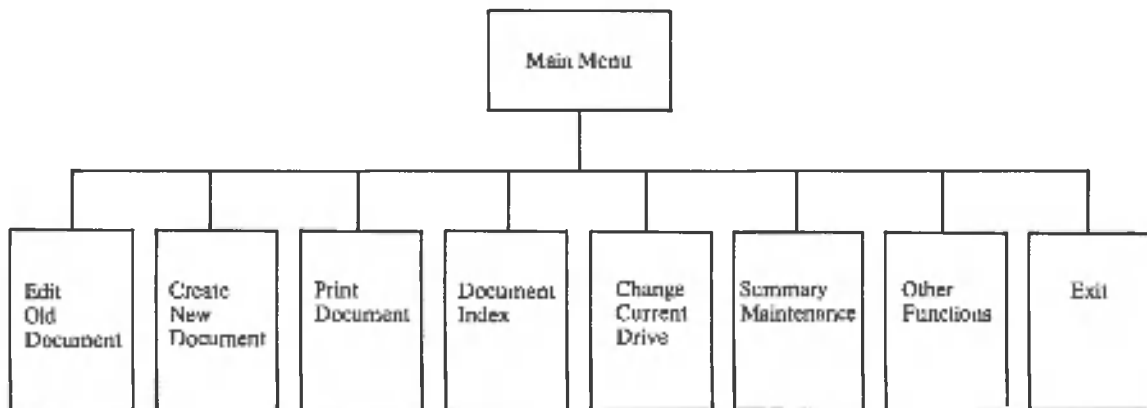 Main Menu
Edit
Old
Document
Create
New
Document
Print
Document
Document
Index
Change
Current
Drive
Summary
Maintenance
Other
Functions
Exit